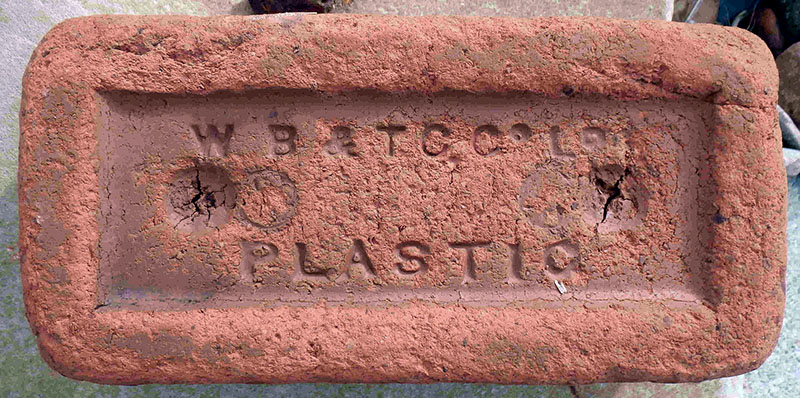 W B & T C. Cº Lᴰ
PLASTIC